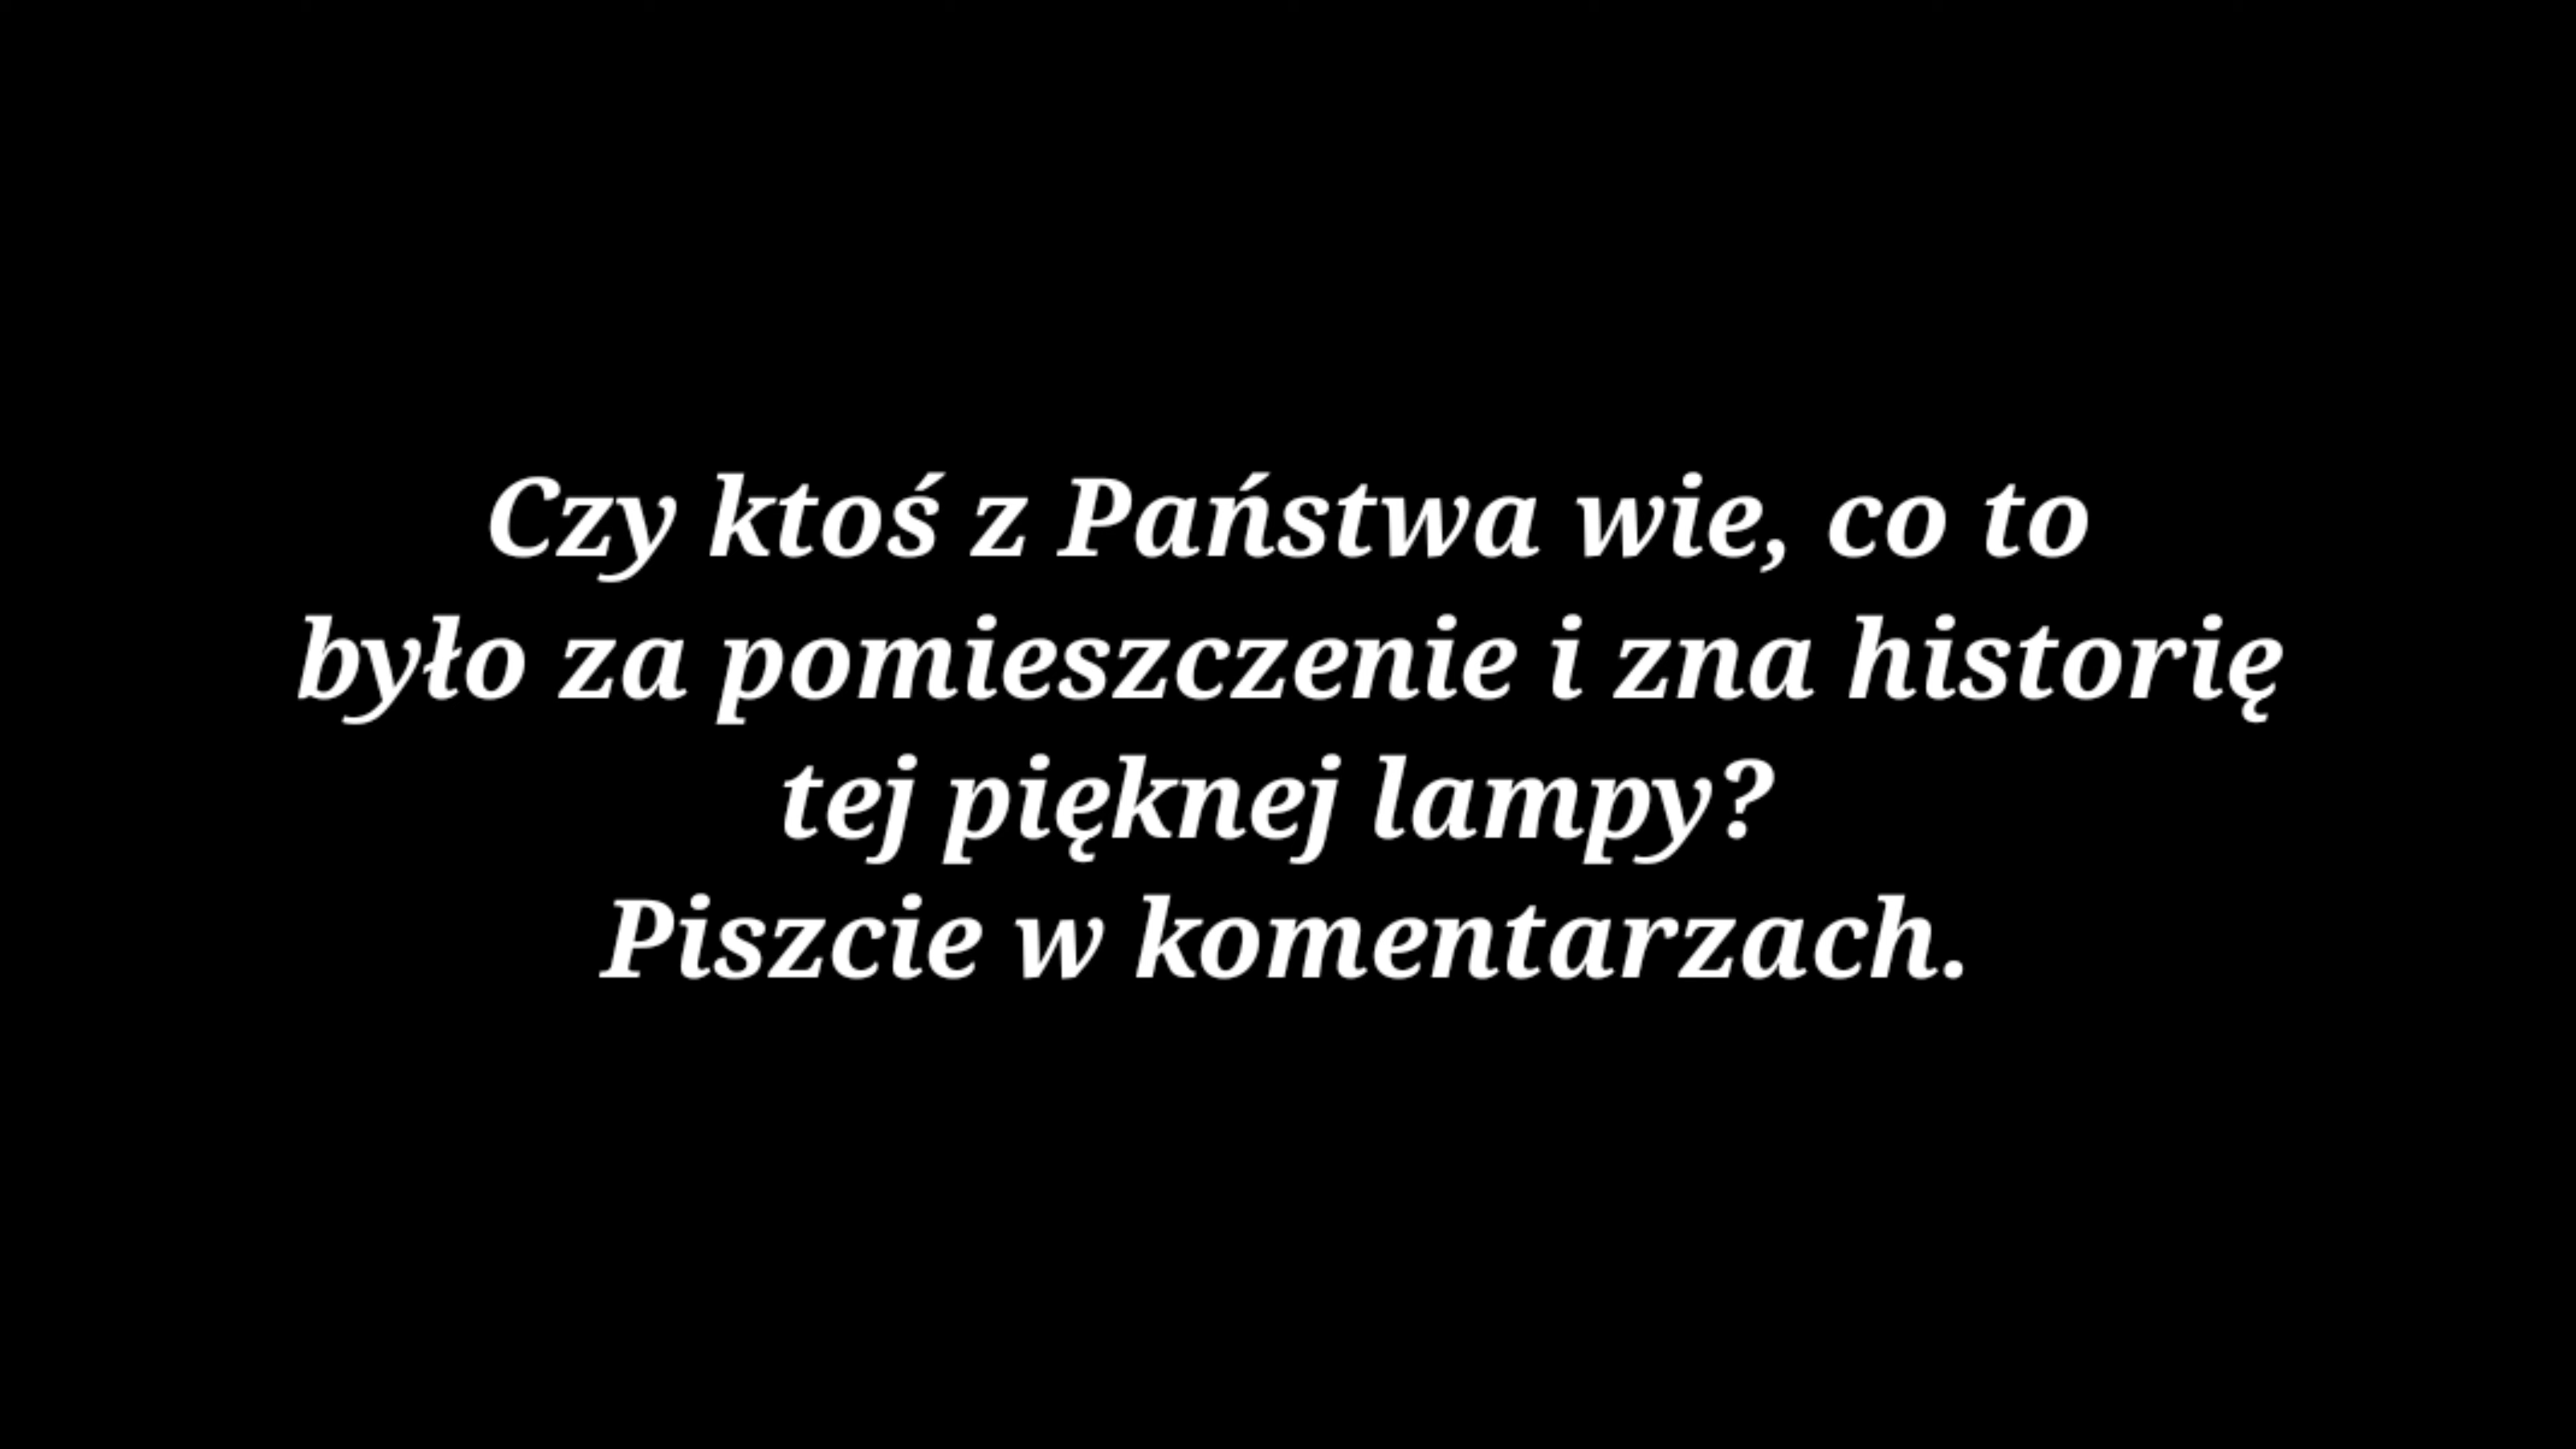 Czy ktoś z Państwa wie, co to
było za pomieszczenie i zna historię
tej pięknej lampy?
Piszcie w komentarzach.